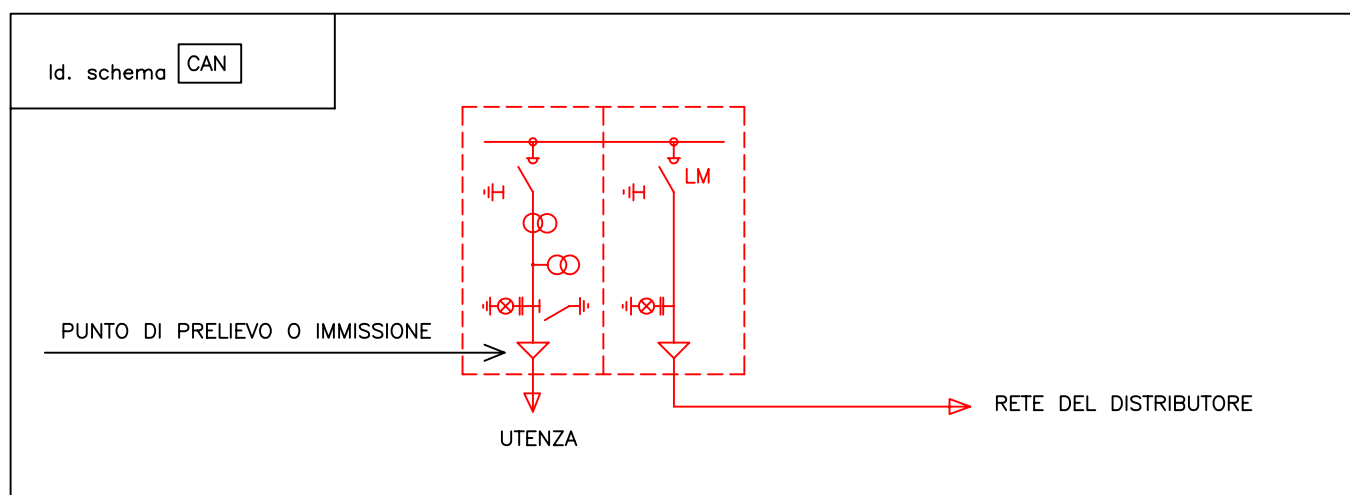 Id. schema CAN
LM
PUNTO DI PRELIEVO O IMMISSIONE
RETE DEL DISTRIBUTORE
UTENZA